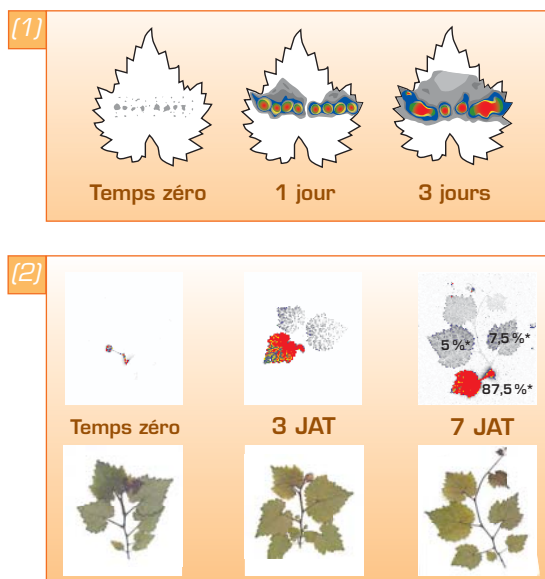 (1)
Temps zéro 1 jour 3 jours
(2)
5 %* 7,5 %*
87,5 %*
Temps zéro 3 JAT 7 JAT